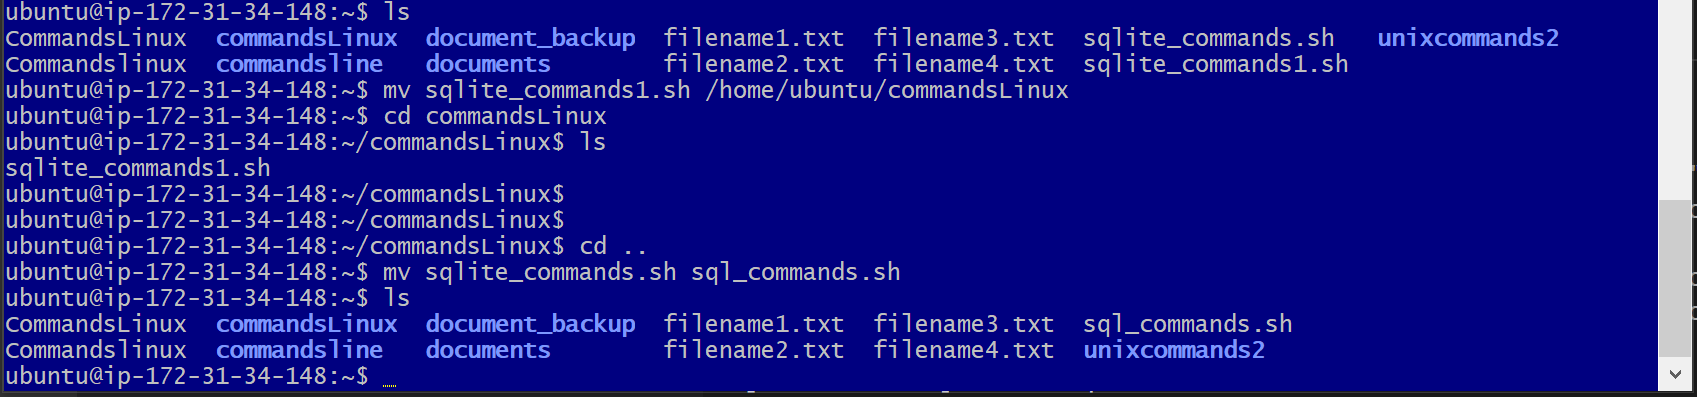 ubuntu@ip-172-31-34-148:~$ ls
CommandsLinux  commandsLinux  document_backup  filename1.txt  filename3.txt  sqlite_commands.sh   unixcommands2
Commandslinux  commandsline   documents        filename2.txt  filename4.txt  sqlite_commands1.sh
ubuntu@ip-172-31-34-148:~$ mv sqlite_commands1.sh /home/ubuntu/commandsLinux
ubuntu@ip-172-31-34-148:~$ cd commandsLinux
ubuntu@ip-172-31-34-148:~/commandsLinux$ ls
sqlite_commands1.sh
ubuntu@ip-172-31-34-148:~/commandsLinux$
ubuntu@ip-172-31-34-148:~/commandsLinux$
ubuntu@ip-172-31-34-148:~/commandsLinux$ cd ..
ubuntu@ip-172-31-34-148:~$ mv sqlite_commands.sh sql_commands.sh
ubuntu@ip-172-31-34-148:~$ ls
CommandsLinux  commandsLinux  document_backup  filename1.txt  filename3.txt  sql_commands.sh
Commandslinux  commandsline   documents        filename2.txt  filename4.txt  unixcommands2
ubuntu@ip-172-31-34-148:~$